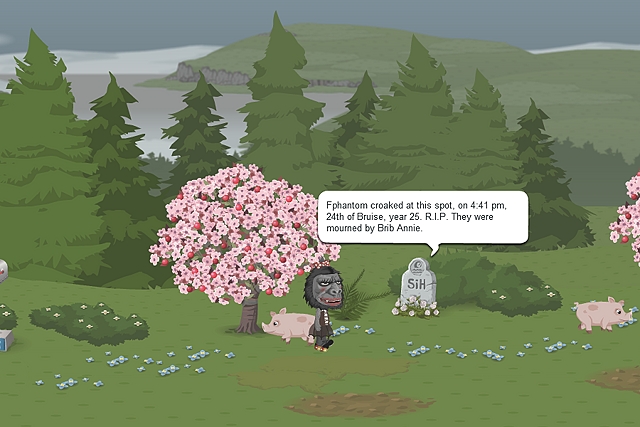 Fphantom croaked at this spot, on 4:41 pm,
24th of Bruise, year 25. R.I.P. They were
mourned by Brib Annie.
SiH